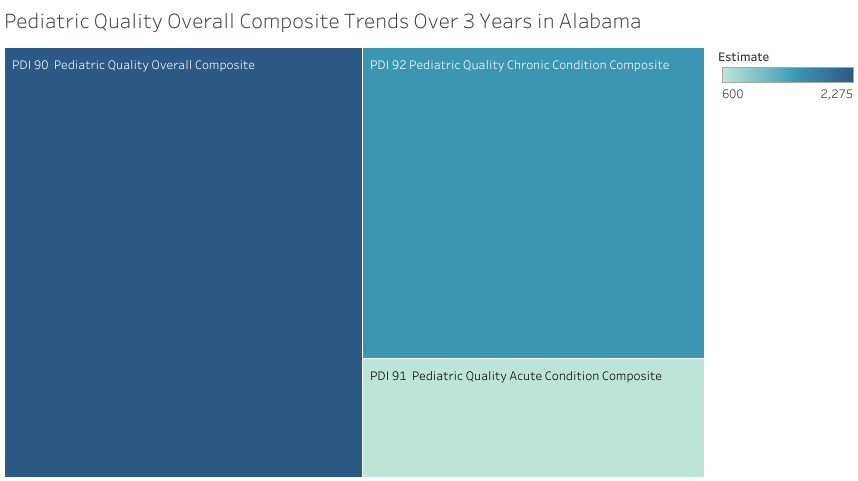 Pediatric Quality Overall Composite Trends Over 3 Years in Alabama
PDI 90  Pediatric Quality Overall Composite
PDI 92 Pediatric Quality Chronic Condition Composite
PDI 91  Pediatric Quality Acute Condition Composite
Estimate
600 2,275